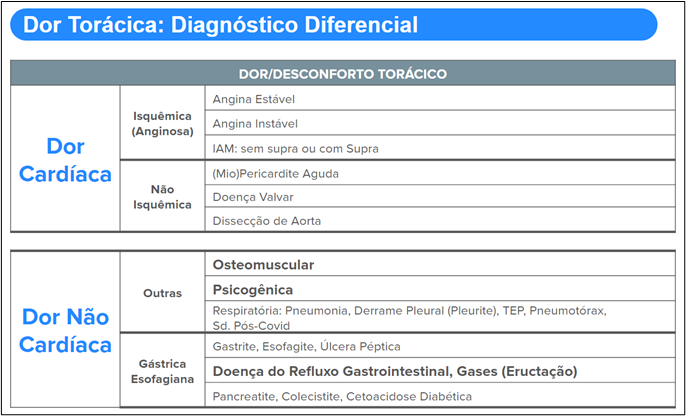 Dor Torácica: Diagnóstico Diferencial
DOR/DESCONFORTO TORÁCICO
Dor
Cardíaca
Isquêmica
(Anginosa)
Angina Estável
Angina Instável
IAM: sem supra ou com Supra
Não
Isquêmica
(Mio)Pericardite Aguda
Doença Valvar
Dissecção de Aorta
Dor Não
Cardíaca
Outras
Osteomuscular
Psicogênica
Respiratória: Pneumonia, Derrame Pleural (Pleurite), TEP, Pneumotórax,
Sd. Pós-Covid
Gástrica
Esofagiana
Gastrite, Esofagite, Úlcera Péptica
Doença do Refluxo Gastrointestinal, Gases (Eructação)
Pancreatite, Colecistite, Cetoacidose Diabética